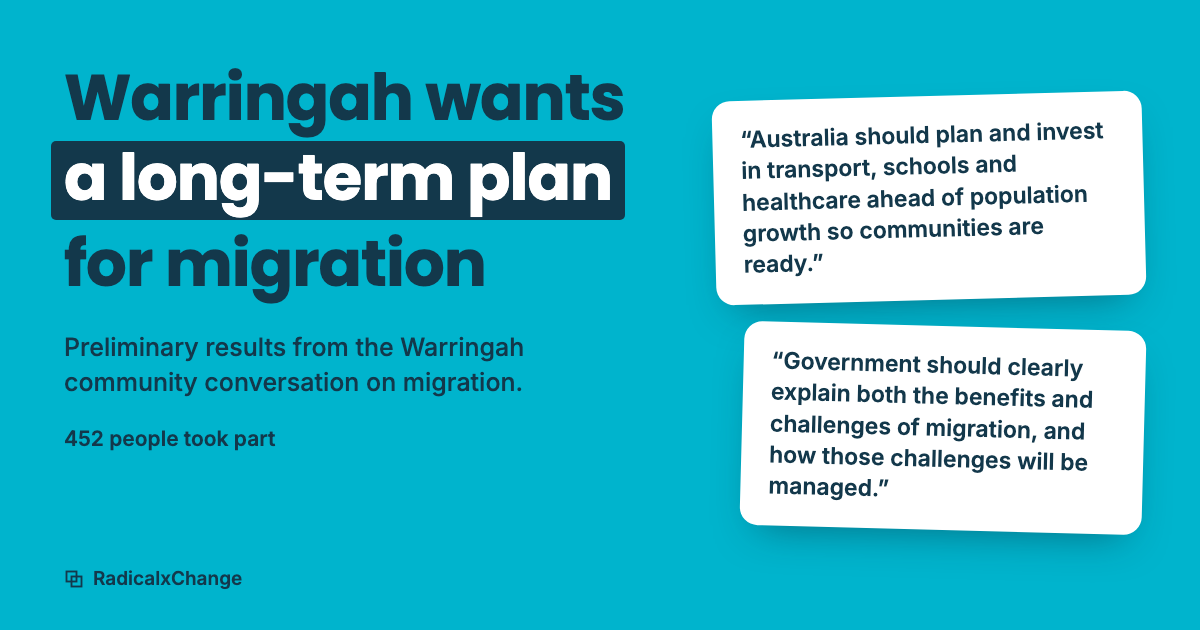 Warringah wants
a long-term plan
for migration
Preliminary results from the Warringah
community conversation on migration.
452 people took part
RadicalxChange
“Australia should plan and invest
in transport, schools and
healthcare ahead of population
growth so communities are
ready.”
“Government should clearly
explain both the benefits and
challenges of migration, and
how those challenges will be
managed.”